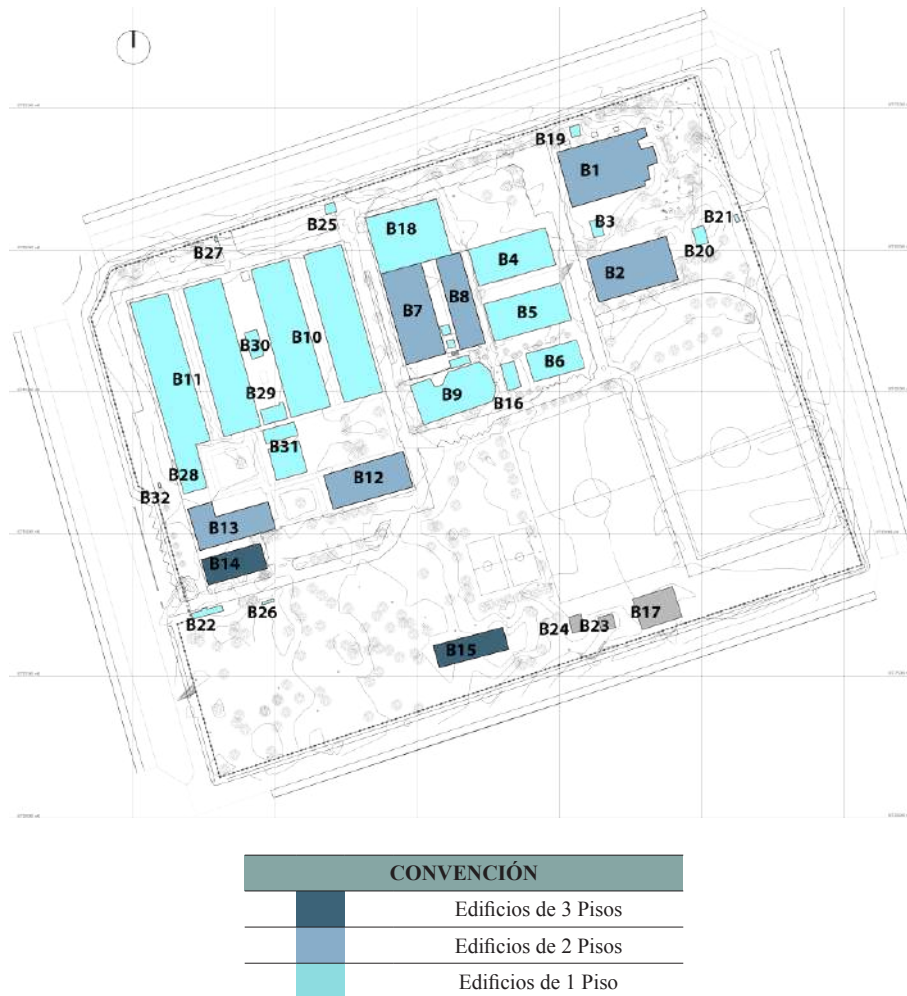 B19
B1
B3
B21
B25
B18
B20
B27
B4
B2
B7
B8
B5
B30
B10
B6
B11
B29
B9
B16
B31
B28
B12
B32
B13
B14
B26
B22
B24
B23
B17
B15
CONVENCIÓN
Edificios de 3 Pisos
Edificios de 2 Pisos
Edificios de 1 Piso